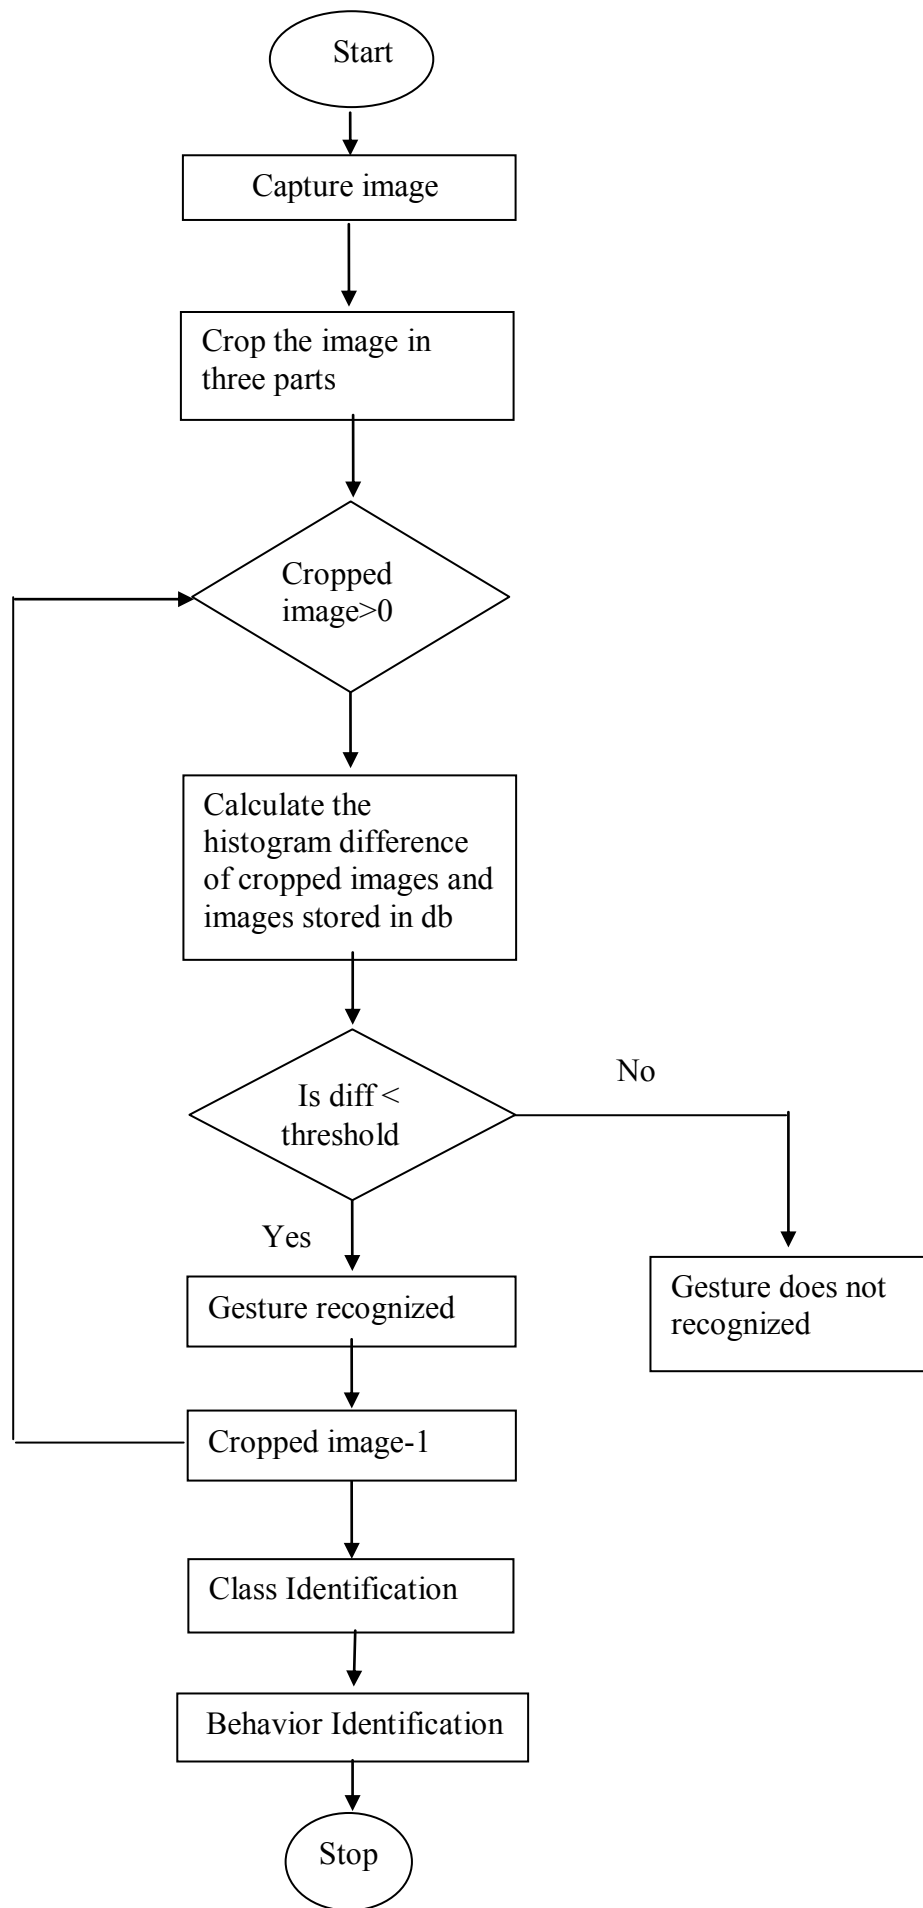 Start
Capture image
Crop the image in
three parts
Cropped
image>0
Calculate the
histogram difference
of cropped images and
images stored in db
Is diff <
threshold
No
Yes
Gesture recognized
Gesture does not
recognized
Cropped image-1
Class Identification
Behavior Identification
Stop